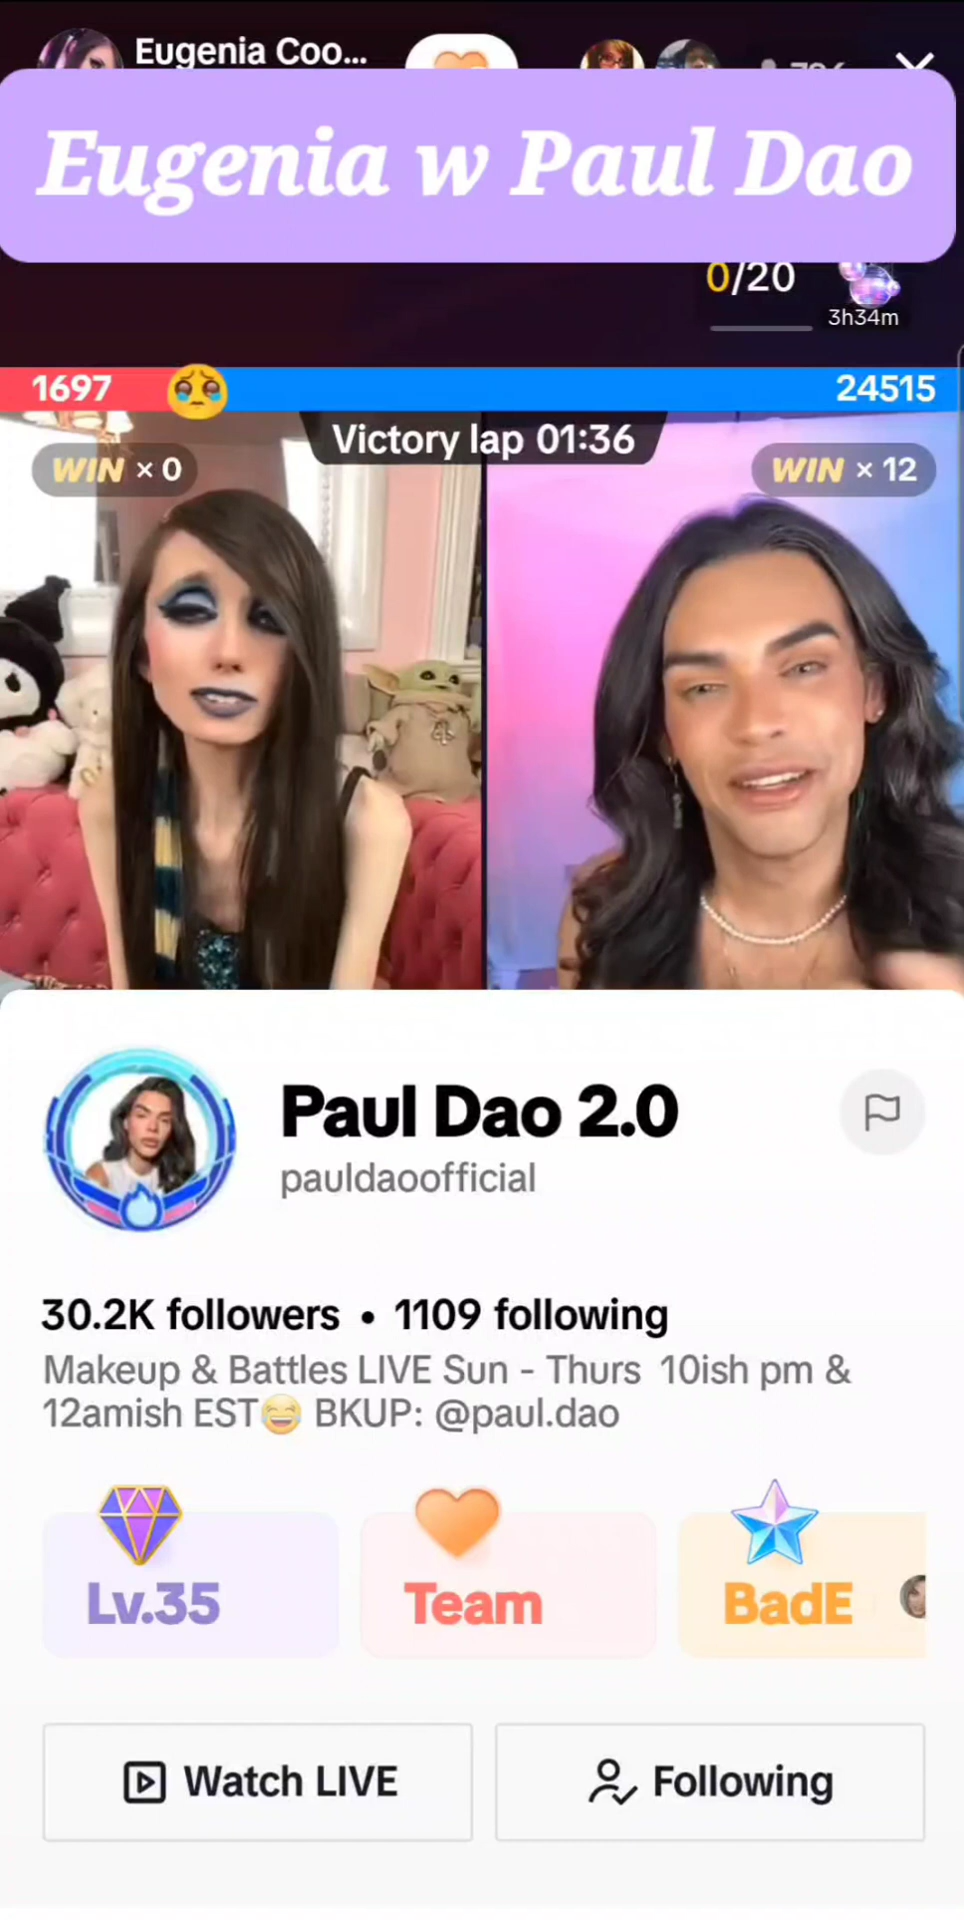 Eugenia Coo...
Eugenia w Paul Dao
0/20
3h34m
1697
24515
Victory lap 01:36
WIN × 0
WIN × 12
Paul Dao 2.0
pauldaoofficial
30.2K followers • 1109 following
Makeup & Battles LIVE Sun - Thurs 10ish pm &
12amish EST😂 BKUP: @paul.dao
Lv.35
Team
BadE
Watch LIVE
Following